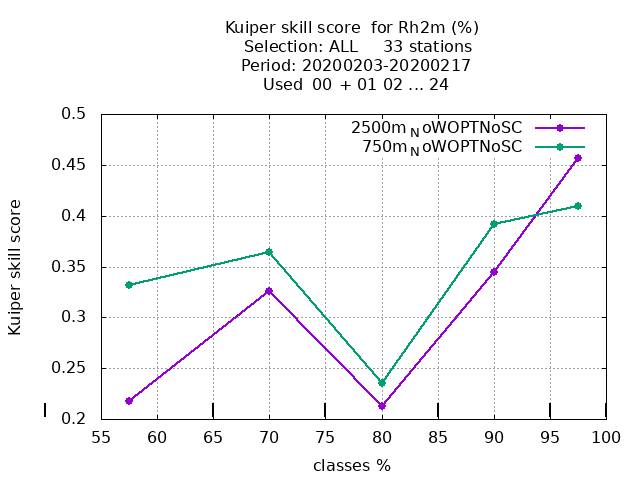 Kuiper skill score  for Rh2m (%)
Selection: ALL     33 stations
Period: 20200203-20200217
Used  00 + 01 02 ... 24
2500m_NoWOPTNoSC
750m_NoWOPTNoSC
0.5
0.45
0.4
0.35
0.3
0.25
0.2
Kuiper skill score
55 60 65 70 75 80 85 90 95 100
classes %